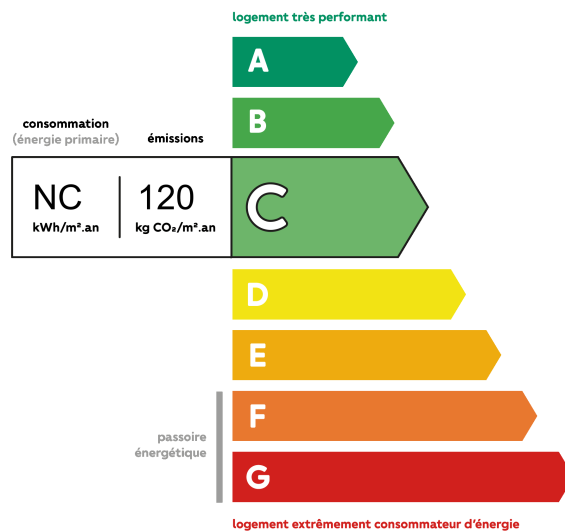 logement très performant
A
B
consommation
(énergie primaire)
émissions
NC
120
kWh/m².an
kg CO₂/m².an
C
D
E
F
passoire
énergétique
G
logement extrêmement consommateur d'énergie